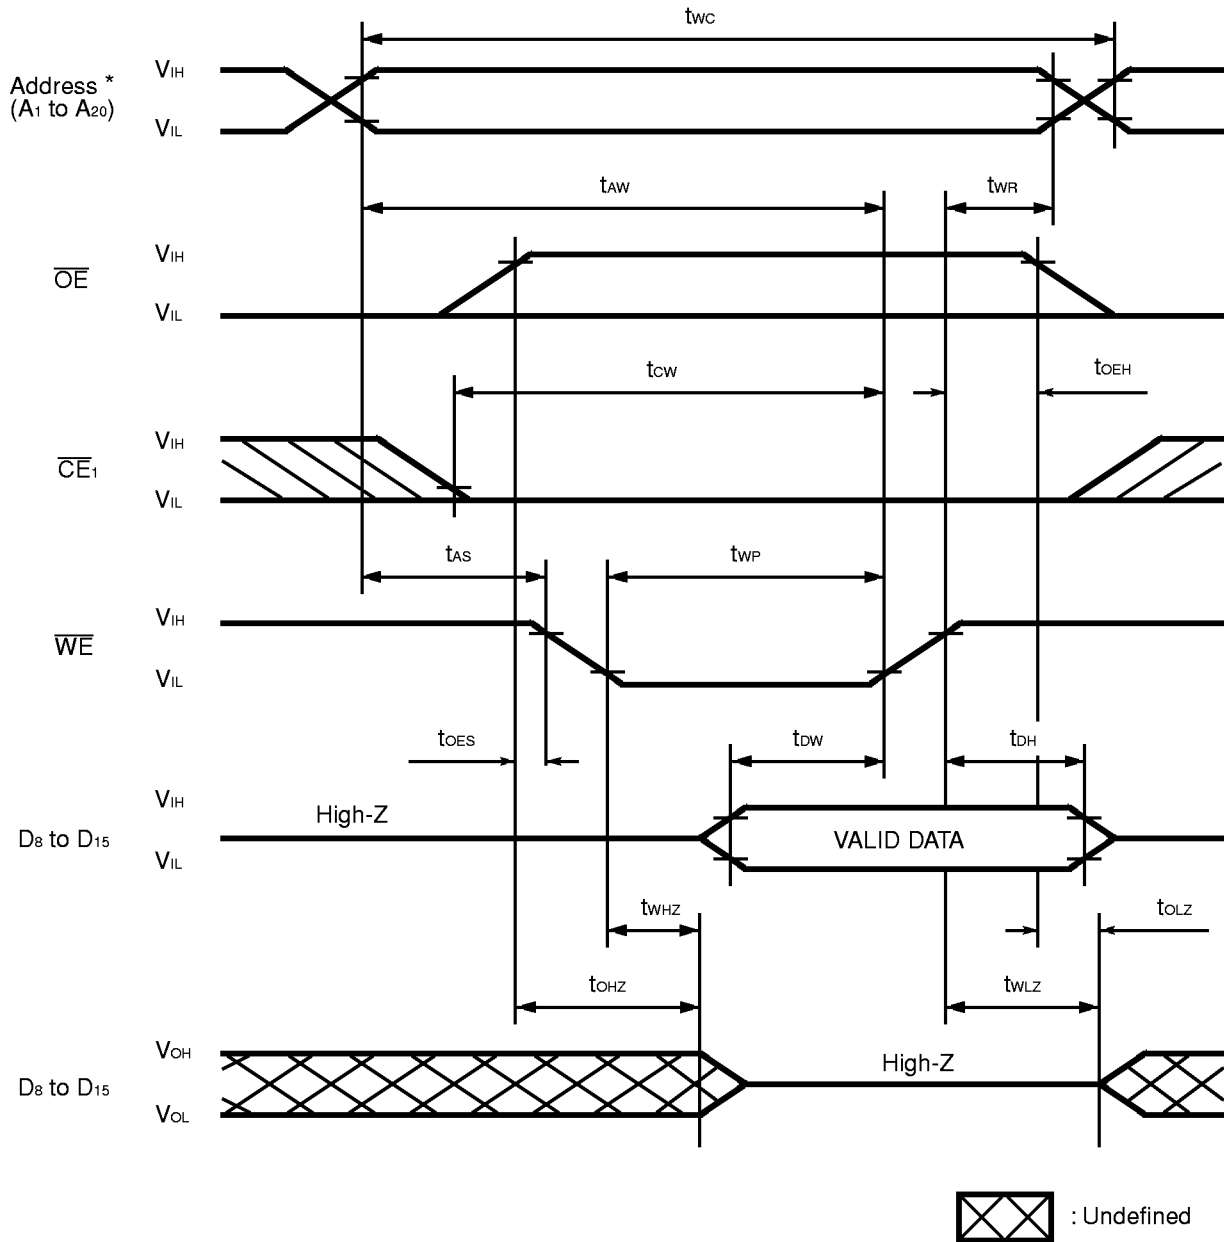 tWC
Address *
(A1 to A20)
VIH
VIL
tAW
tWR
OE
VIH
VIL
tCW
tOEH
CE1
VIH
VIL
tAS
tWP
WE
VIH
VIL
tOES
tDW
tDH
D8 to D15
VIH
VIL
High-Z
VALID DATA
tWHZ
tOLZ
tOHZ
tWLZ
D8 to D15
VOH
VOL
High-Z
: Undefined